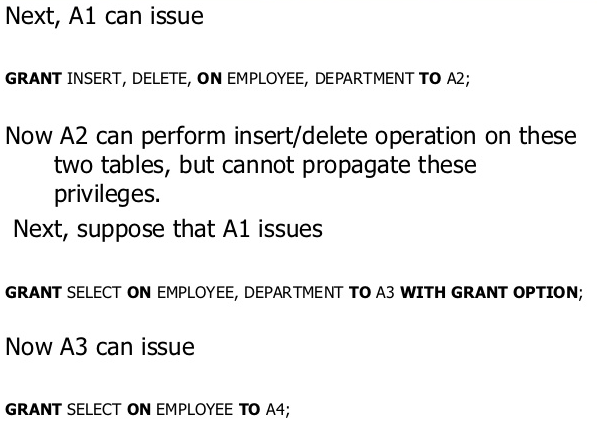 Next, A1 can issue
GRANT INSERT, DELETE, ON EMPLOYEE, DEPARTMENT TO A2;
Now A2 can perform insert/delete operation on these
two tables, but cannot propagate these
privileges.
Next, suppose that A1 issues
GRANT SELECT ON EMPLOYEE, DEPARTMENT TO A3 WITH GRANT OPTION;
Now A3 can issue
GRANT SELECT ON EMPLOYEE TO A4;